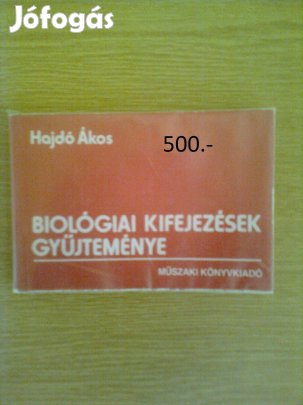 Jófogás
Hajdó Ákos
500.-
BIOLÓGIAI KIFEJEZÉSEK
GYŰJTEMÉNYE
MŰSZAKI KÖNYVKIADÓ